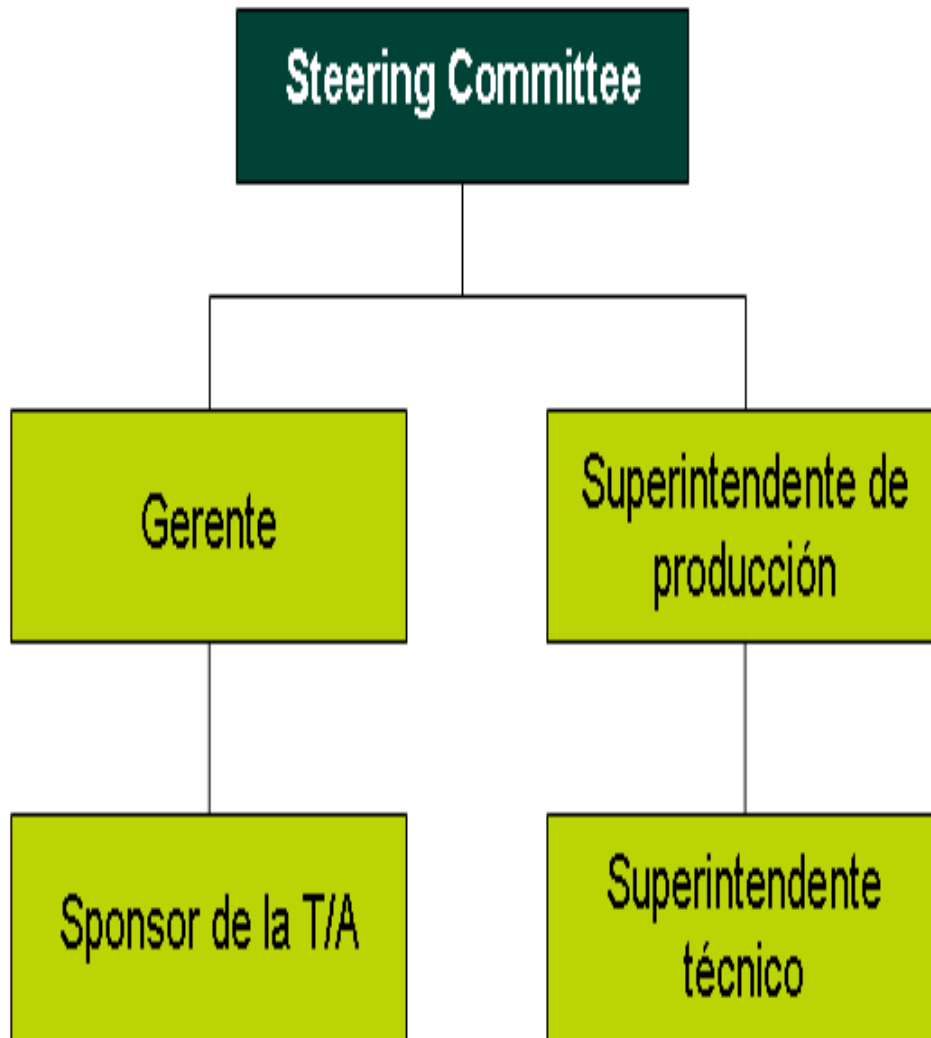 Steering Committee
Gerente
Superintendente de
producción
Sponsor de la T/A
Superintendente
técnico